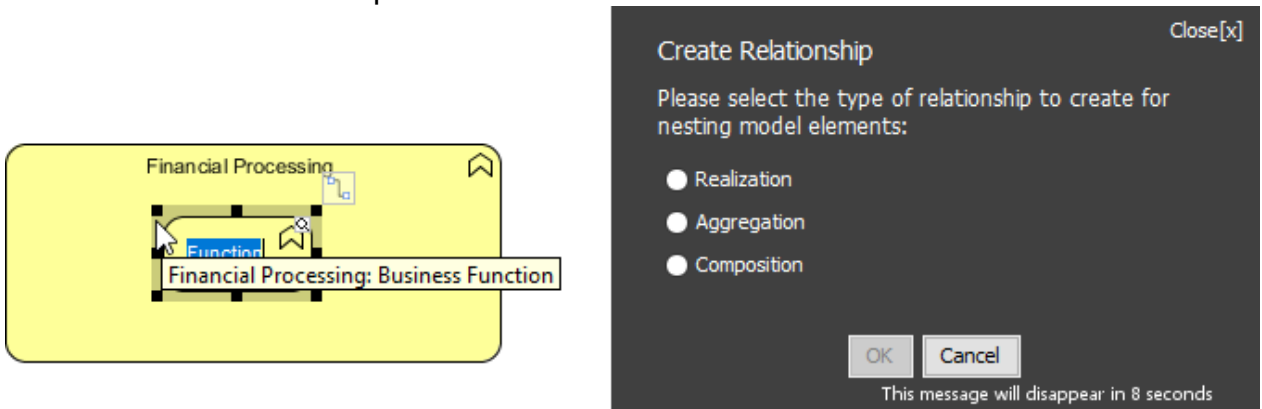 Financial Processing
Function
Financial Processing: Business Function
Close[x]
Create Relationship
Please select the type of relationship to create for
nesting model elements:
Realization
Aggregation
Composition
OK Cancel
This message will disappear in 8 seconds